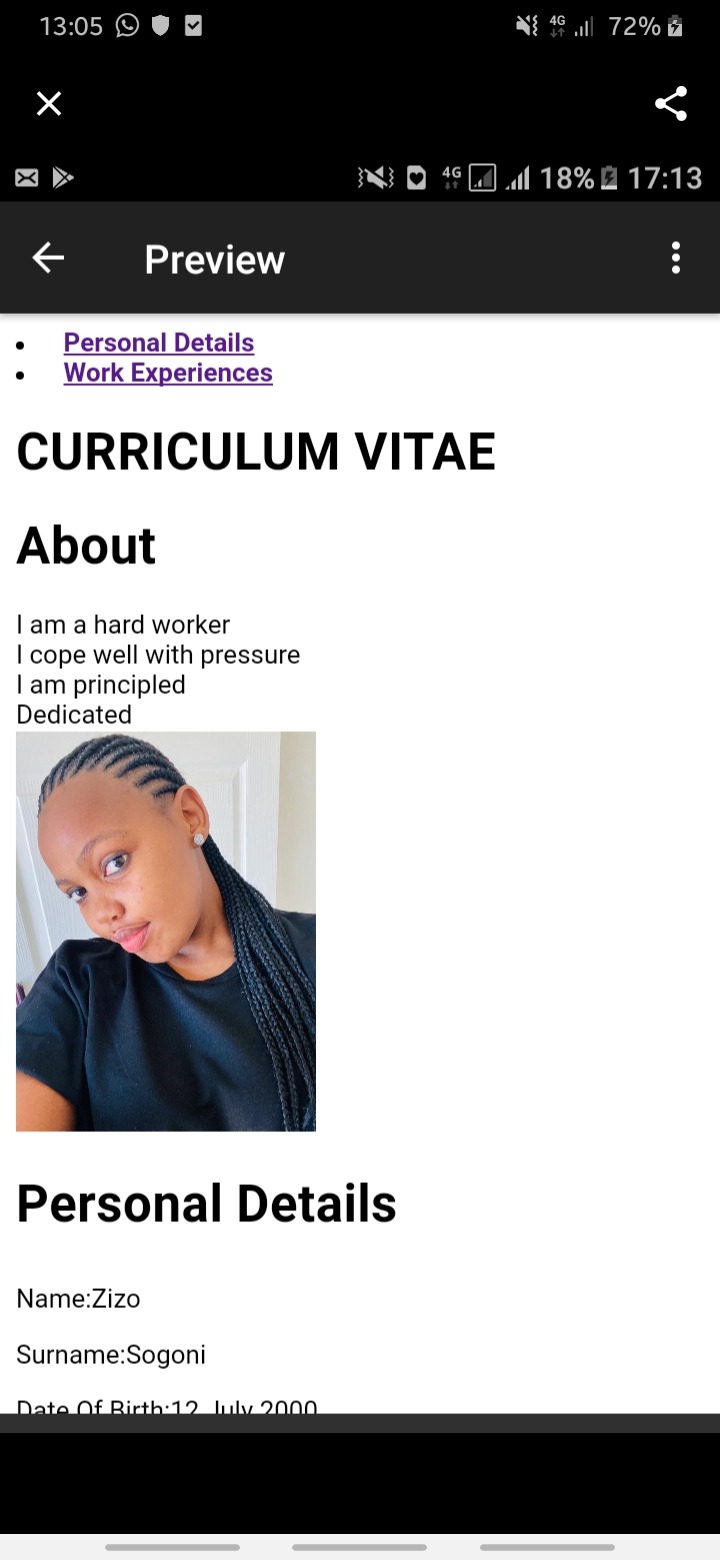 13:05 4G 72%
4G 18% 17:13
Preview
Personal Details
Work Experiences
CURRICULUM VITAE
About
I am a hard worker
I cope well with pressure
I am principled
Dedicated
Personal Details
Name:Zizo
Surname:Sogoni
Date Of Birth:12 July 2000